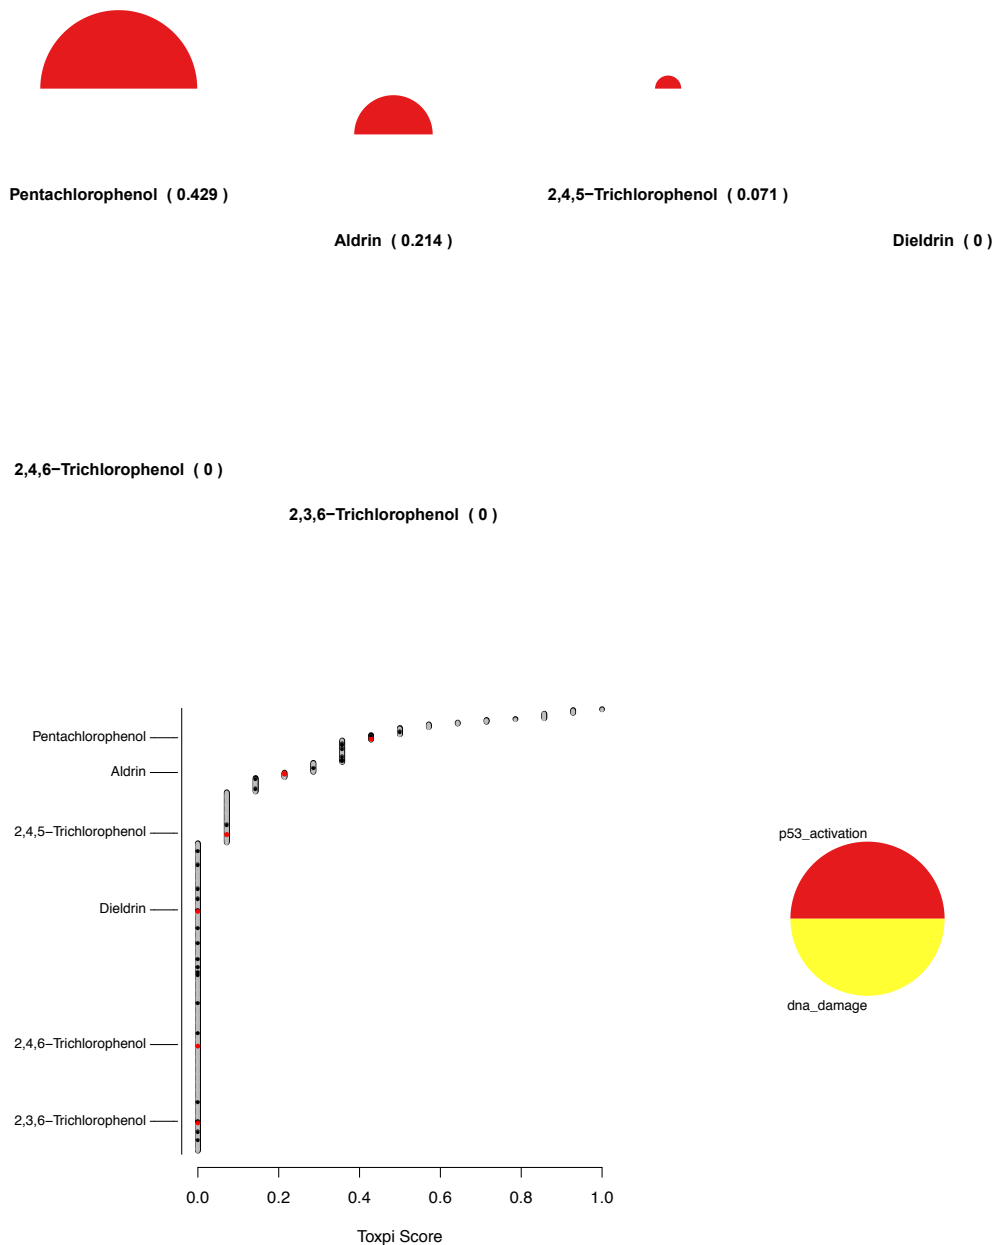 Pentachlorophenol  ( 0.429 )
2,4,5−Trichlorophenol  ( 0.071 )
Aldrin  ( 0.214 )
Dieldrin  ( 0 )
2,4,6−Trichlorophenol  ( 0 )
2,3,6−Trichlorophenol  ( 0 )
Pentachlorophenol
Aldrin
2,4,5−Trichlorophenol
p53_activation
Dieldrin
dna_damage
2,4,6−Trichlorophenol
2,3,6−Trichlorophenol
0.0 0.2 0.4 0.6 0.8 1.0
Toxpi Score